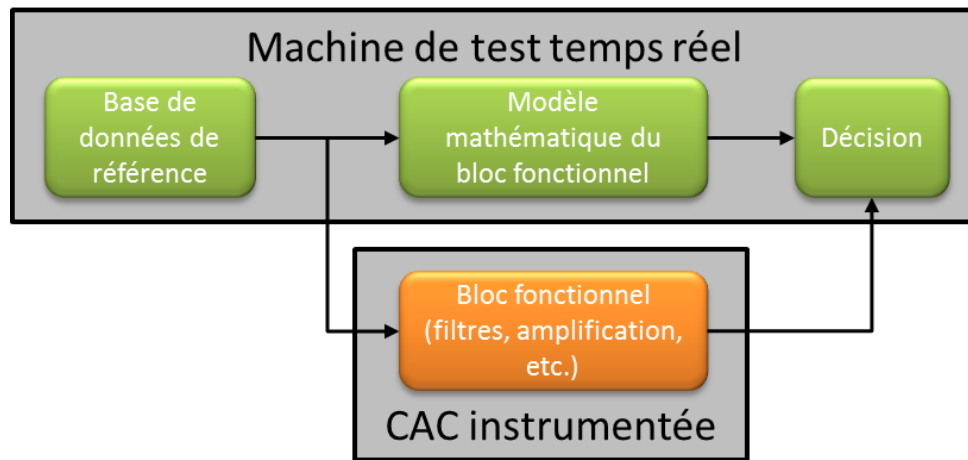 Machine de test temps réel
Base de
données de
référence
Modèle
mathématique du
bloc fonctionnel
Décision
Bloc fonctionnel
(filtres, amplification,
etc.)
CAC instrumentée